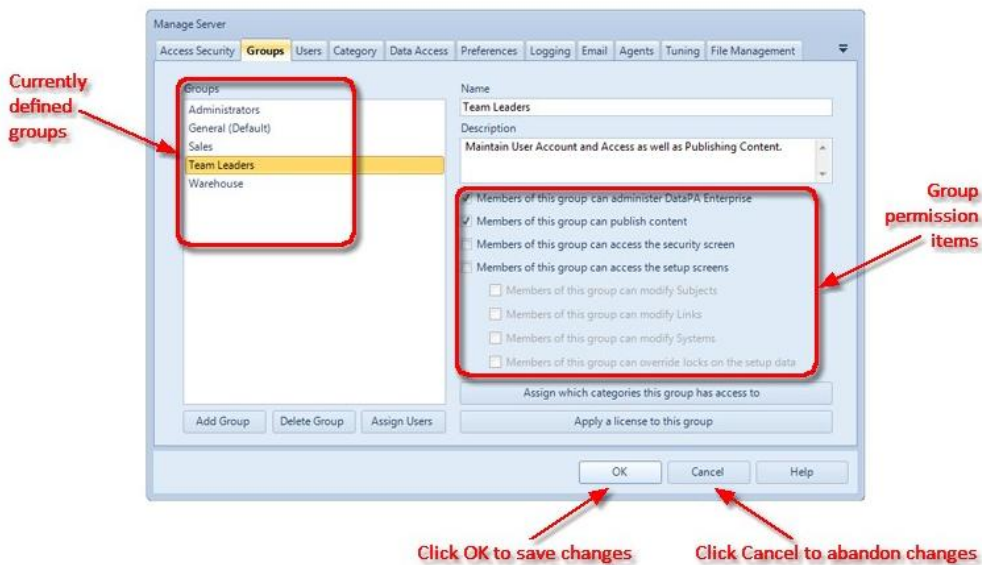 Manage Server
Access Security Groups Users Category Data Access Preferences Logging Email Agents Tuning File Management
Currently
defined
groups
Groups
Administrators
General (Default)
Sales
Team Leaders
Warehouse
Name
Team Leaders
Description
Maintain User Account and Access as well as Publishing Content.
Members of this group can administer DataPA Enterprise
Members of this group can publish content
Members of this group can access the security screen
Members of this group can access the setup screens
Members of this group can modify Subjects
Members of this group can modify Links
Members of this group can modify Systems
Members of this group can override locks on the setup data
Group
permission
items
Assign which categories this group has access to
Add Group Delete Group Assign Users Apply a license to this group
OK Cancel Help
Click OK to save changes Click Cancel to abandon changes